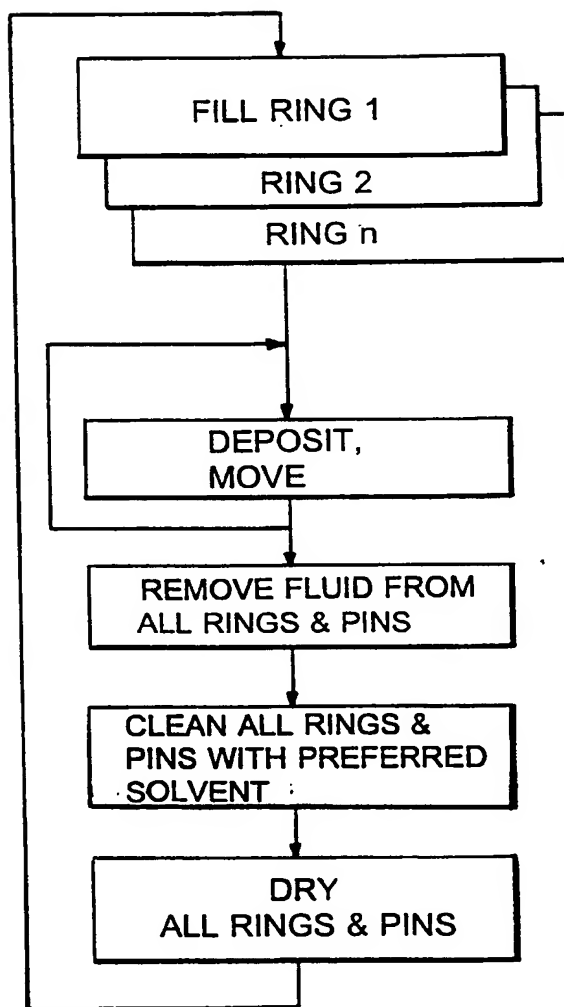 FILL RING 1
RING 2
RING n
DEPOSIT,
MOVE
REMOVE FLUID FROM
ALL RINGS & PINS
CLEAN ALL RINGS &
PINS WITH PREFERRED
SOLVENT
DRY
ALL RINGS & PINS